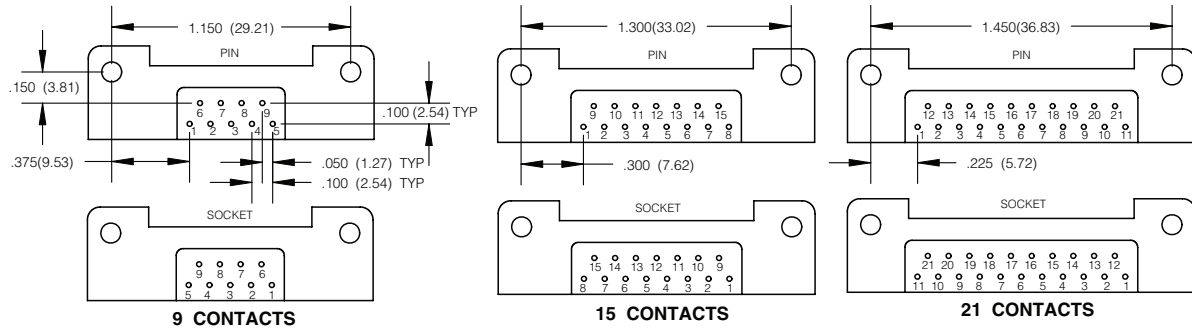 1.150 (29.21)
PIN
.150 (3.81)
6 7 8 9
1 2 3 4 5
.100 (2.54) TYP
.375(9.53)
.050 (1.27) TYP
.100 (2.54) TYP
SOCKET
9 8 7 6
5 4 3 2 1
9 CONTACTS
1.300(33.02)
PIN
9 10 11 12 13 14 15
1 2 3 4 5 6 7 8
.300 (7.62)
SOCKET
15 14 13 12 11 10 9
8 7 6 5 4 3 2 1
15 CONTACTS
1.450(36.83)
PIN
12 13 14 15 16 17 18 19 20 21
1 2 3 4 5 6 7 8 9 10 11
.225 (5.72)
SOCKET
21 20 19 18 17 16 15 14 13 12
11 10 9 8 7 6 5 4 3 2 1
21 CONTACTS